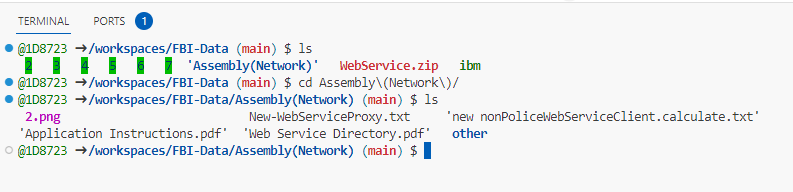 TERMINAL PORTS 1
@1D8723 ➜/workspaces/FBI-Data (main) $ ls
2 3 4 5 6 7 'Assembly(Network)' WebService.zip ibm
@1D8723 ➜/workspaces/FBI-Data (main) $ cd Assembly\(Network\)/
@1D8723 ➜/workspaces/FBI-Data/Assembly(Network) (main) $ ls
2.png New-WebServiceProxy.txt 'new nonPoliceWebServiceClient.calculate.txt'
'Application Instructions.pdf' 'Web Service Directory.pdf' other
@1D8723 ➜/workspaces/FBI-Data/Assembly(Network) (main) $